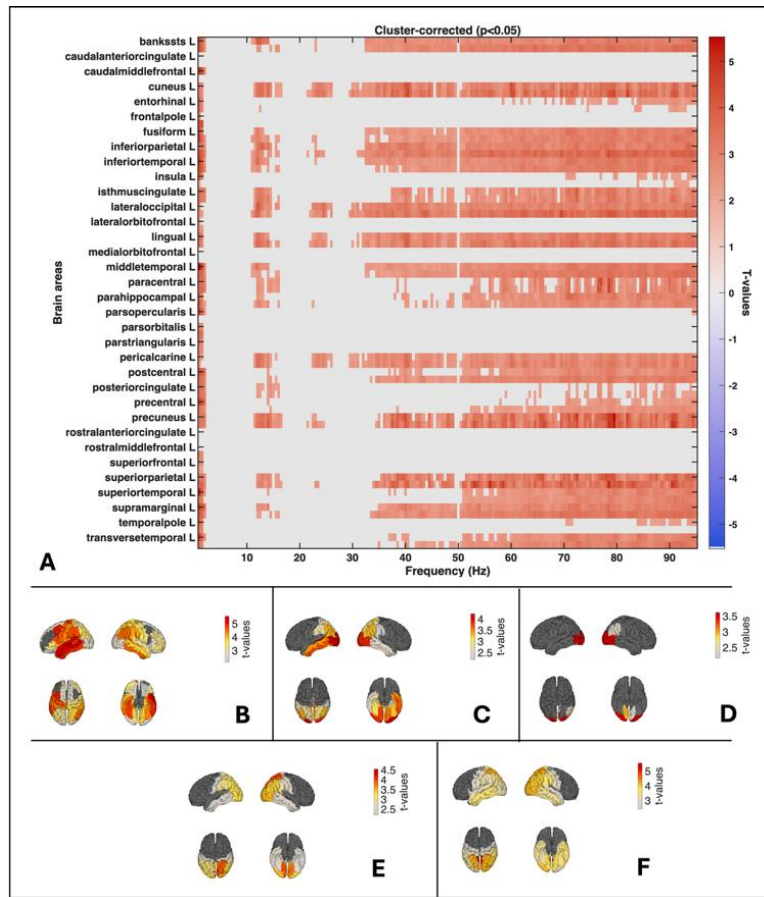 Cluster-corrected (p<0.05)
bankssts L
caudalanteriorcingulate L
caudalmiddlefrontal L
cuneus L
entorhinal L
frontalpole L
fusiform L
inferiorparietal L
inferiortemporal L
insula L
isthmuscingulate L
lateraloccipital L
lateralorbitofrontal L
lingual L
medialorbitofrontal L
middletemporal L
paracentral L
parahippocampal L
parsopercularis L
parsorbitalis L
parstriangularis L
pericalcarine L
postcentral L
posteriorcingulate L
precentral L
precuneus L
rostralanteriorcingulate L
rostralmiddlefrontal L
superiorfrontal L
superiorparietal L
superiortemporal L
supramarginal L
temporalpole L
transversetemporal L
Brain areas
10 20 30 40 50 60 70 80 90
Frequency (Hz)
5
4
3
2
1
0
-1
-2
-3
-4
-5
T-values
A
5
4
3
t-values
B
4
3.5
3
2.5
t-values
C
3.5
3
2.5
t-values
D
4.5
4
3.5
3
2.5
t-values
E
5
4
3
t-values
F